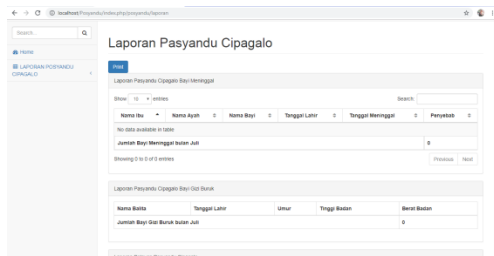 localhost/Posyandu/index.php/posyandu/laporan
Search...
Home
LAPORAN POSYANDU
CIPAGALO
Laporan Pasyandu Cipagalo
Print
Laporan Pasyandu Cipagalo Bayi Meninggal
Show 10 entries
Search:
Nama Ibu Nama Ayah Nama Bayi Tanggal Lahir Tanggal Meninggal Penyebab
No data available in table
Jumlah Bayi Meninggal bulan Juli 0
Showing 0 to 0 of 0 entries
Previous Next
Laporan Pasyandu Cipagalo Bayi Gizi Buruk
Nama Balita Tanggal Lahir Umur Tinggi Badan Berat Badan
Jumlah Bayi Gizi Buruk bulan Juli 0